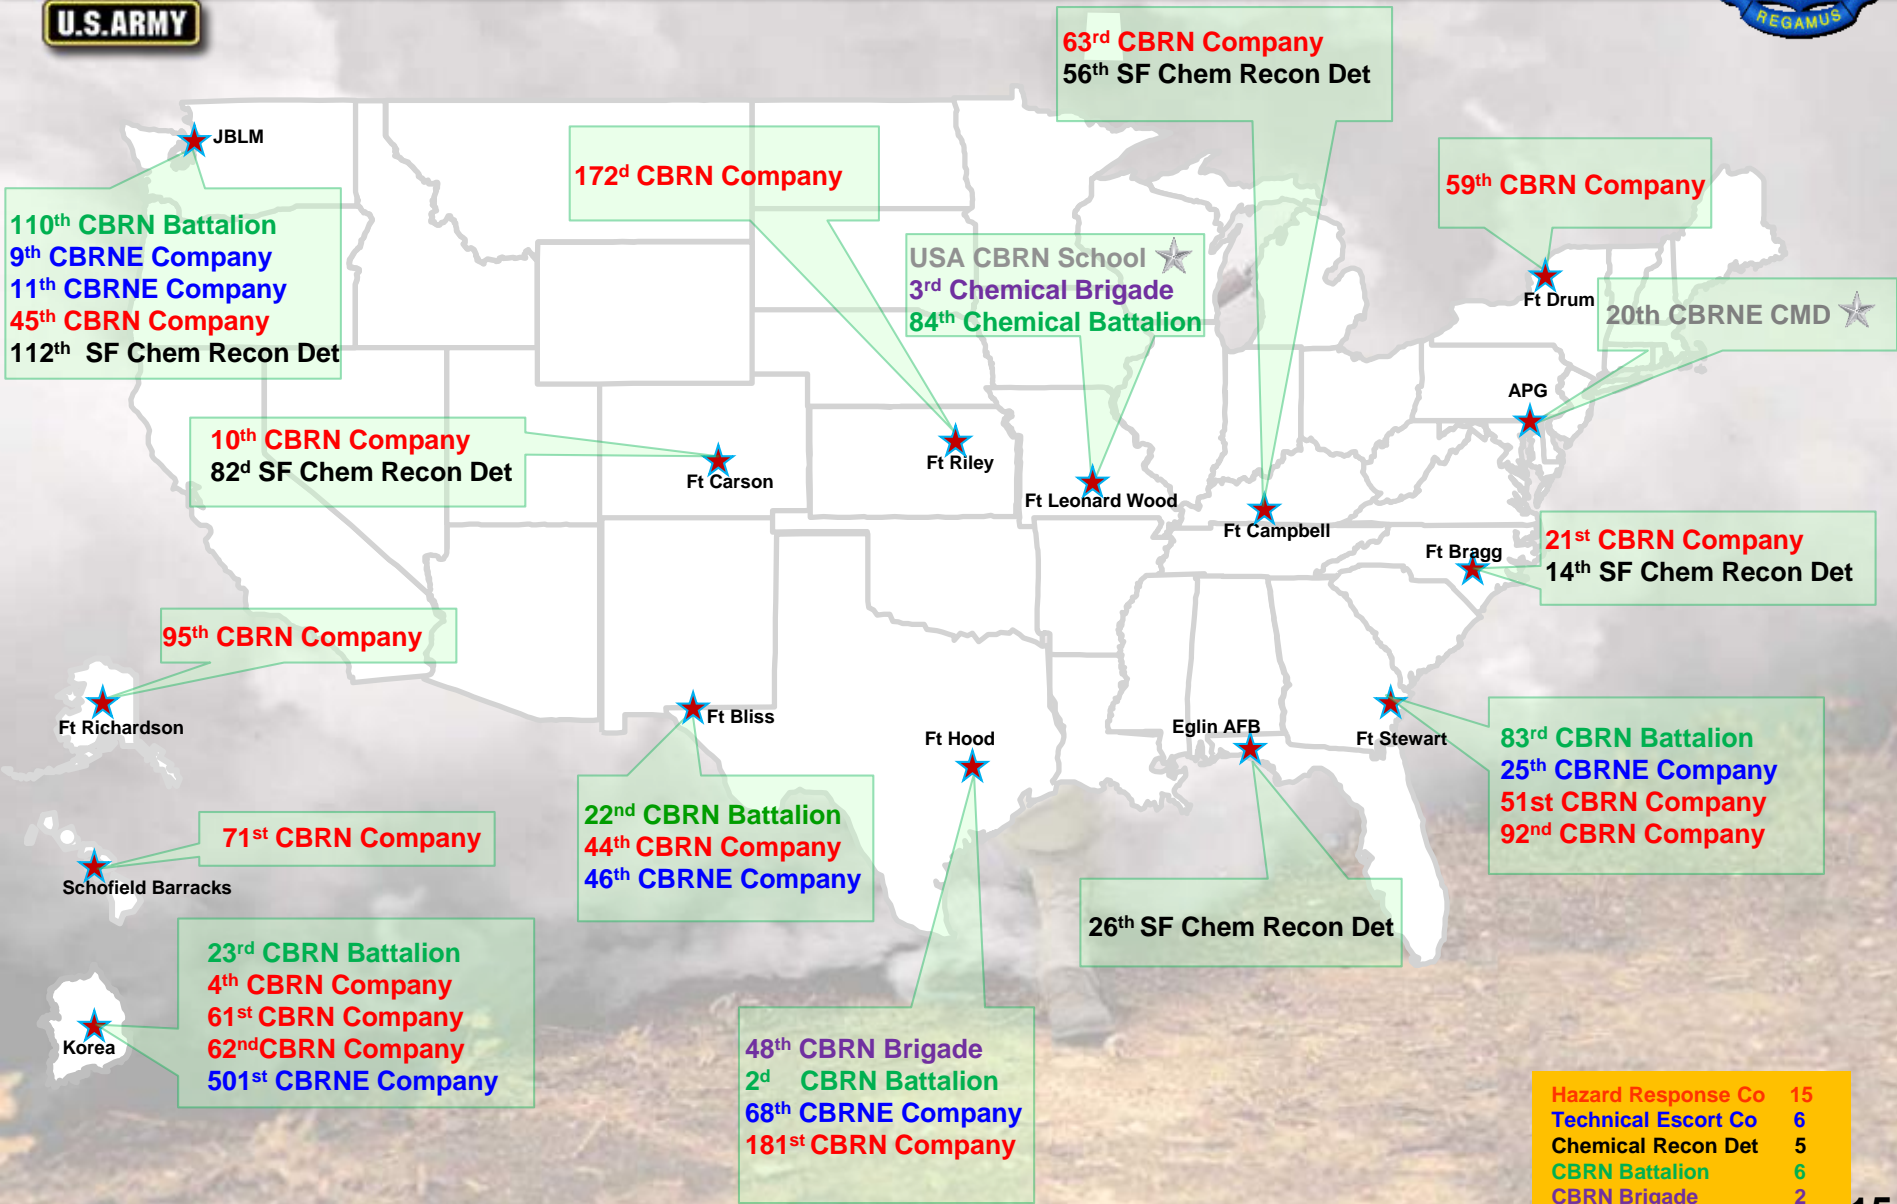 U.S.ARMY
REGAMUS
63rd CBRN Company
56th SF Chem Recon Det
JBLM
110th CBRN Battalion
9th CBRNE Company
11th CBRNE Company
45th CBRN Company
112th SF Chem Recon Det
172d CBRN Company
59th CBRN Company
USA CBRN School
3rd Chemical Brigade
84th Chemical Battalion
Ft Drum
20th CBRNE CMD
APG
10th CBRN Company
82d SF Chem Recon Det
Ft Carson
Ft Riley
Ft Leonard Wood
Ft Campbell
Ft Bragg
21st CBRN Company
14th SF Chem Recon Det
95th CBRN Company
Ft Richardson
Ft Bliss
Ft Hood
Eglin AFB
Ft Stewart
83rd CBRN Battalion
25th CBRNE Company
51st CBRN Company
92nd CBRN Company
71st CBRN Company
Schofield Barracks
22nd CBRN Battalion
44th CBRN Company
46th CBRNE Company
26th SF Chem Recon Det
23rd CBRN Battalion
4th CBRN Company
61st CBRN Company
62ndCBRN Company
501st CBRNE Company
Korea
48th CBRN Brigade
2d CBRN Battalion
68th CBRNE Company
181st CBRN Company
Hazard Response Co 15
Technical Escort Co 6
Chemical Recon Det 5
CBRN Battalion 6
CBRN Brigade 2